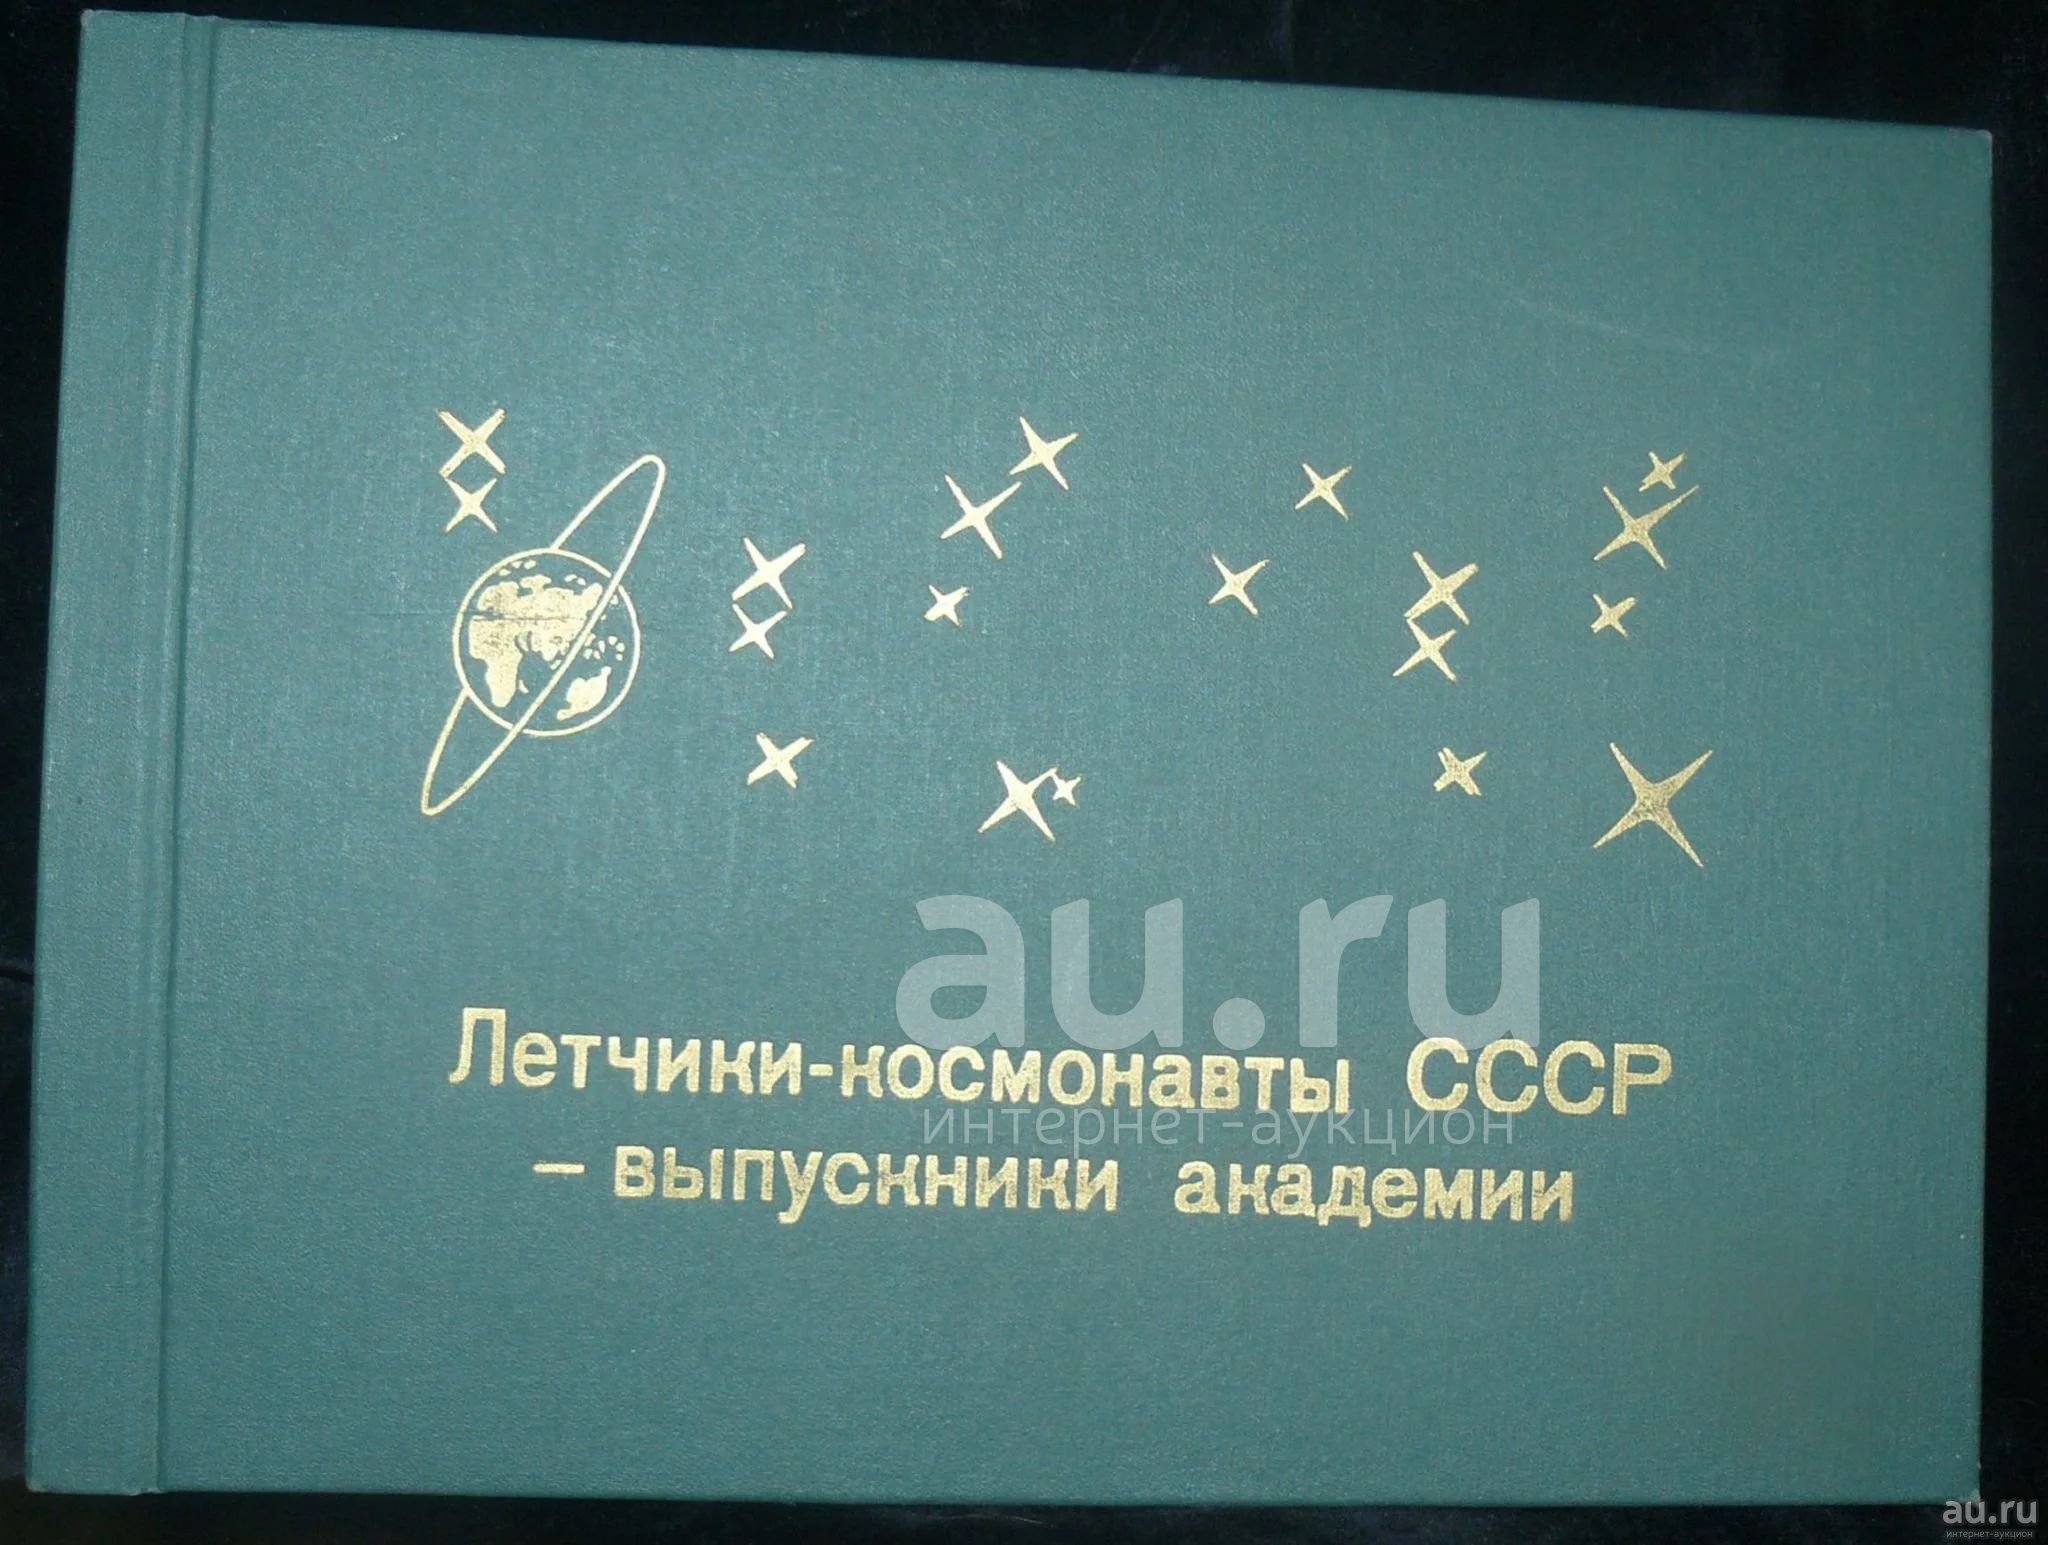 au.ru
Летчики-космонавты СССР
интернет-аукцион
– выпускники академии
au.ru
интернет-аукцион